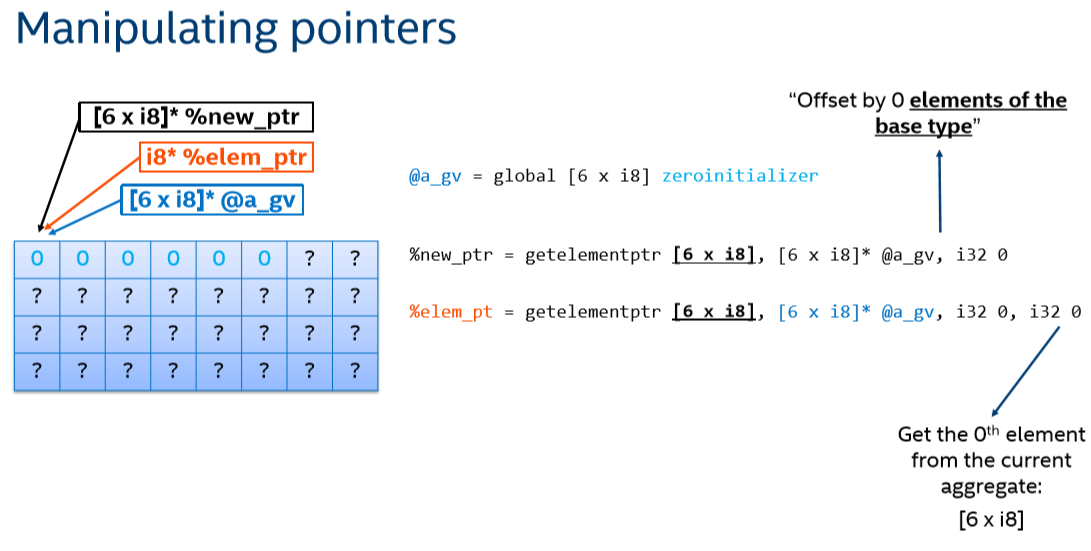 Manipulating pointers
[6 x i8]* %new_ptr
i8* %elem_ptr
[6 x i8]* @a_gv
0 0 0 0 0 0 ? ?
? ? ? ? ? ? ? ?
? ? ? ? ? ? ? ?
? ? ? ? ? ? ? ?
“Offset by 0 elements of the
base type”
@a_gv = global [6 x i8] zeroinitializer
%new_ptr = getelementptr [6 x i8], [6 x i8]* @a_gv, i32 0
%elem_pt = getelementptr [6 x i8], [6 x i8]* @a_gv, i32 0, i32 0
Get the 0th element
from the current
aggregate:
[6 x i8]